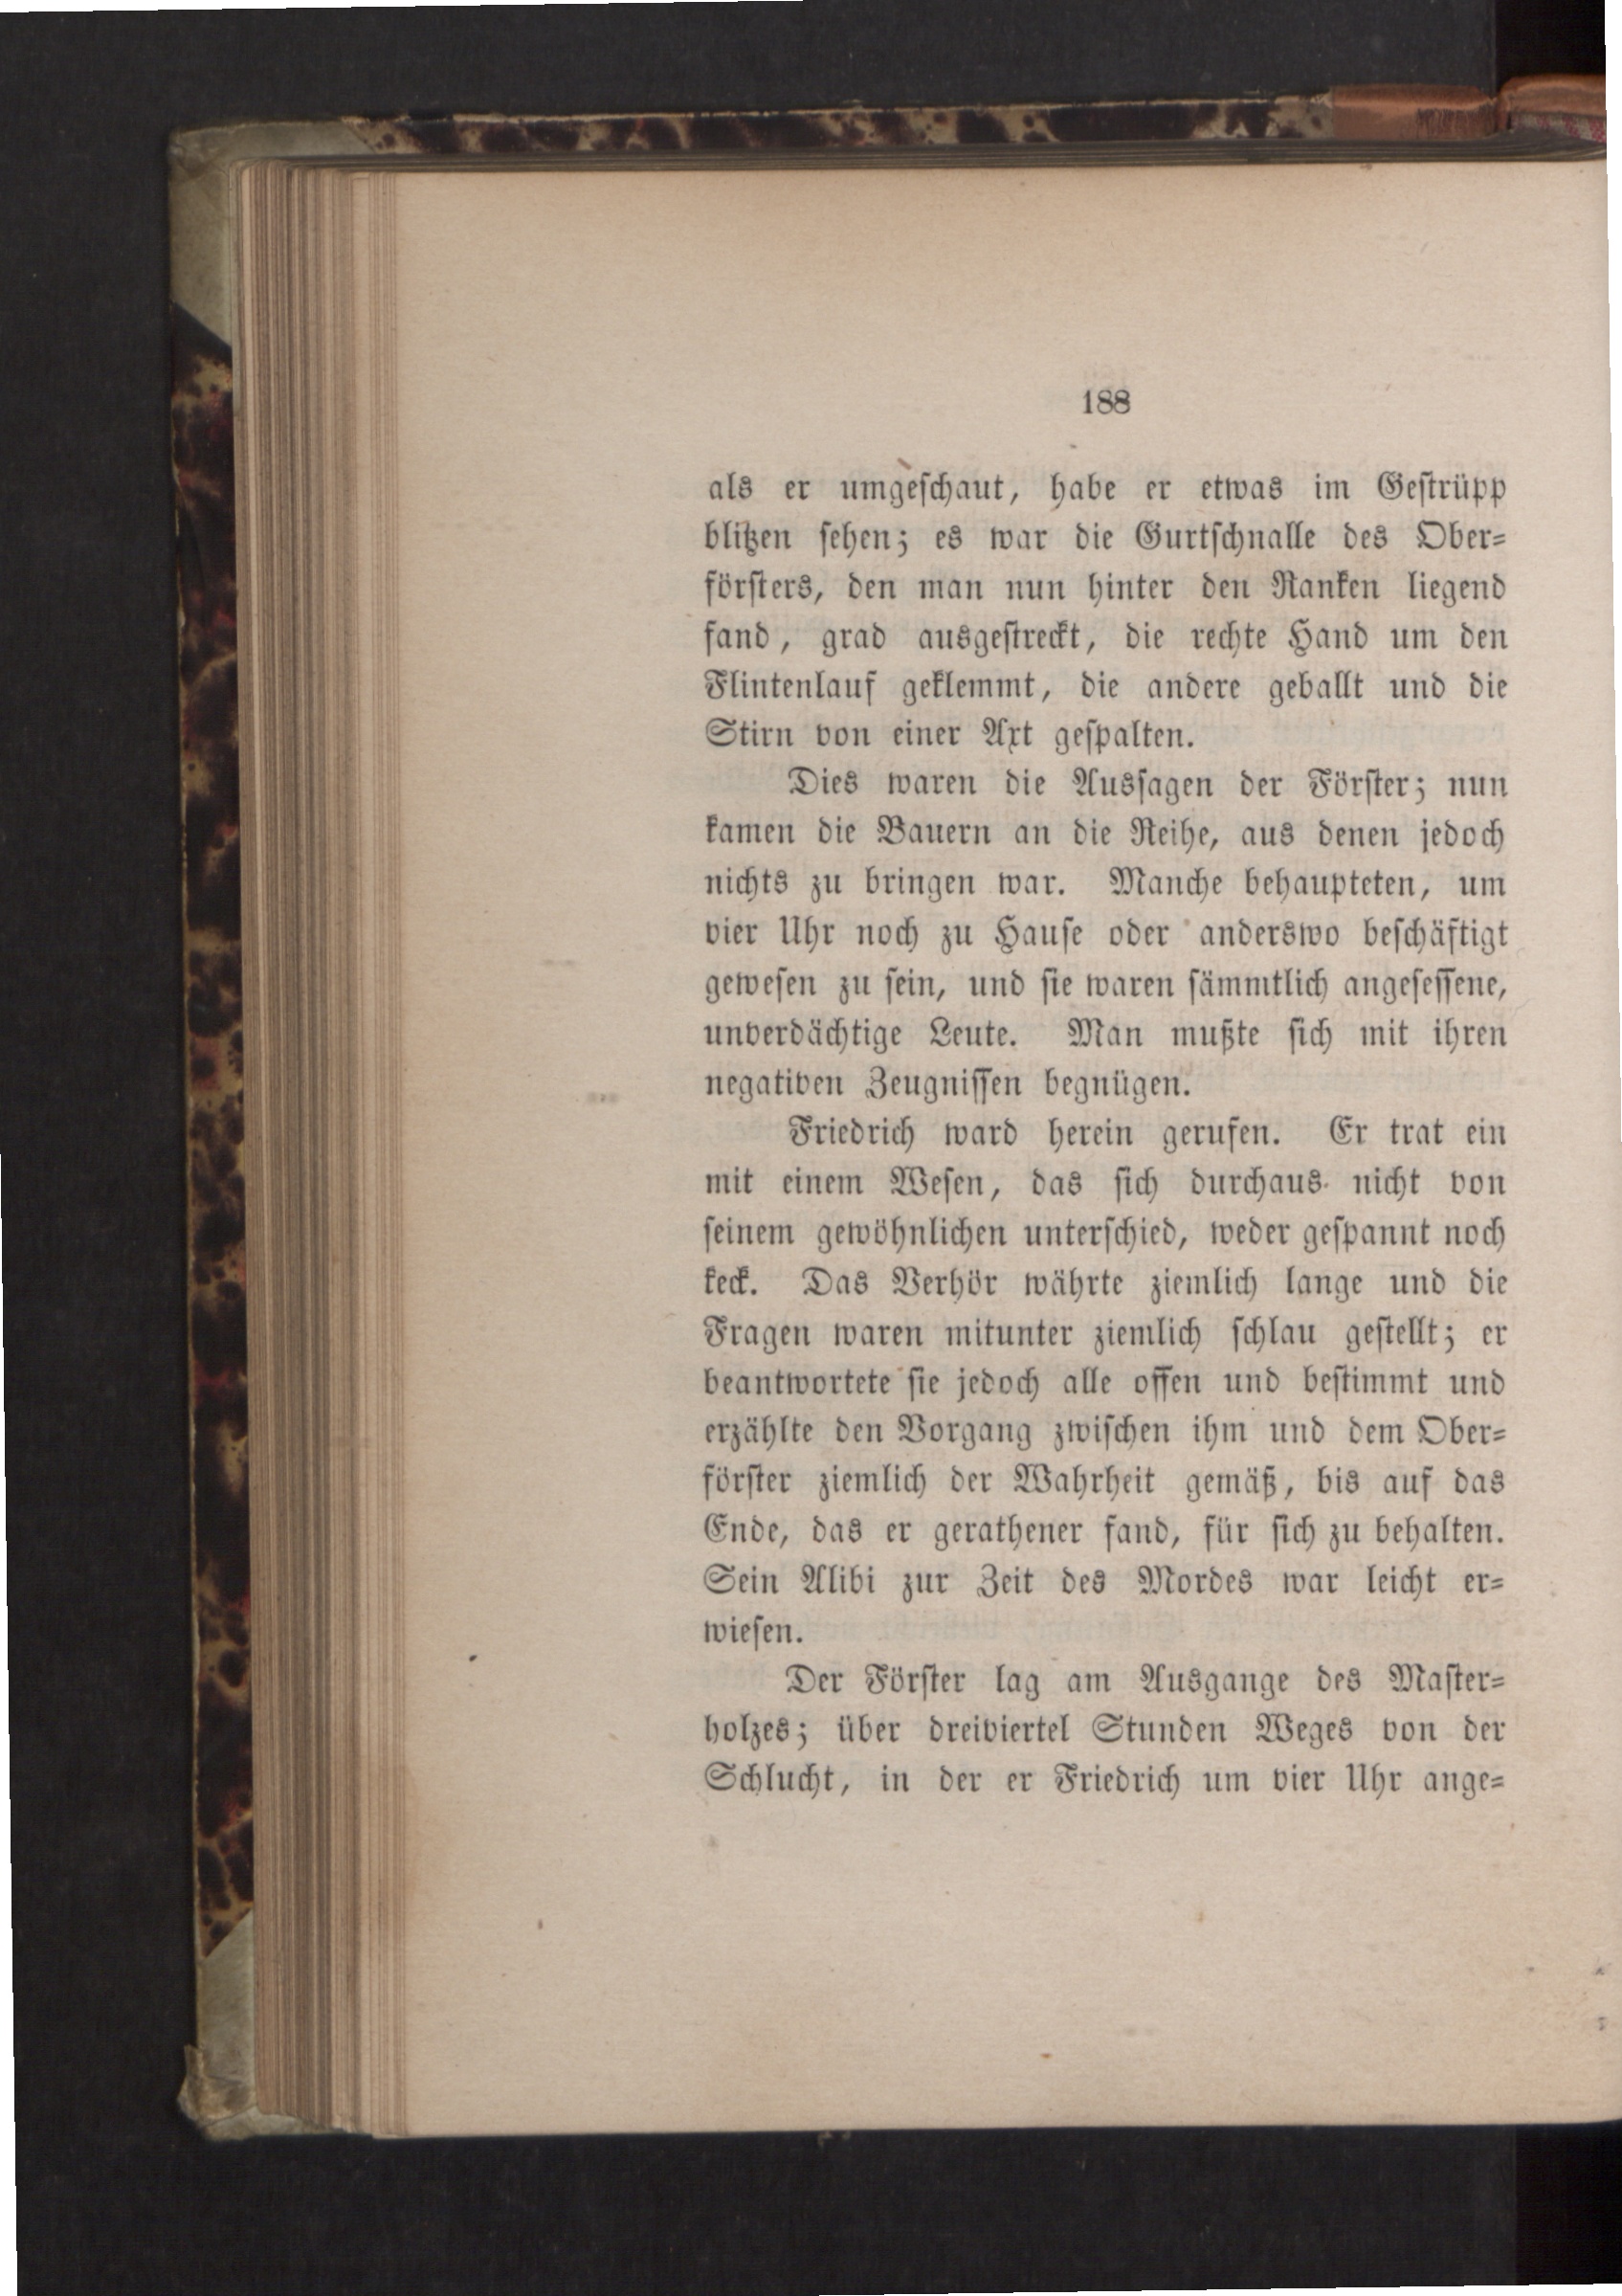 188
als er umgeſchaut, habe er etwas im Geſtrüpp
blitzen ſehen; es war die Gurtſchnalle des Ober⸗
förſters, den man nun hinter den Ranken liegend
fand, grad ausgeſtreckt, die rechte Hand um den
Flintenlauf geklemmt, die andere geballt und die
Stirn von einer Axt geſpalten.
Dies waren die Ausſagen der Förſter; nun
kamen die Bauern an die Reihe, aus denen jedoch
nichts zu bringen war. Manche behaupteten, um
vier Uhr noch zu Hauſe oder anderswo beſchäftigt
geweſen zu ſein, und ſie waren ſämmtlich angeſeſſene,
unverdächtige Leute. Man mußte ſich mit ihren
negativen Zeugniſſen begnügen.
Friedrich ward herein gerufen. Er trat ein
mit einem Weſen, das ſich durchaus nicht von
ſeinem gewöhnlichen unterſchied, weder geſpannt noch
keck. Das Verhör währte ziemlich lange und die
Fragen waren mitunter ziemlich ſchlau geſtellt; er
beantwortete ſie jedoch alle offen und beſtimmt und
erzählte den Vorgang zwiſchen ihm und dem Ober⸗
förſter ziemlich der Wahrheit gemäß, bis auf das
Ende, das er gerathener fand, für ſich zu behalten.
Sein Alibi zur Zeit des Mordes war leicht er⸗
wieſen.
Der Förſter lag am Ausgange des Maſter⸗
holzes; über dreiviertel Stunden Weges von der
Schlucht, in der er Friedrich um vier Uhr ange⸗